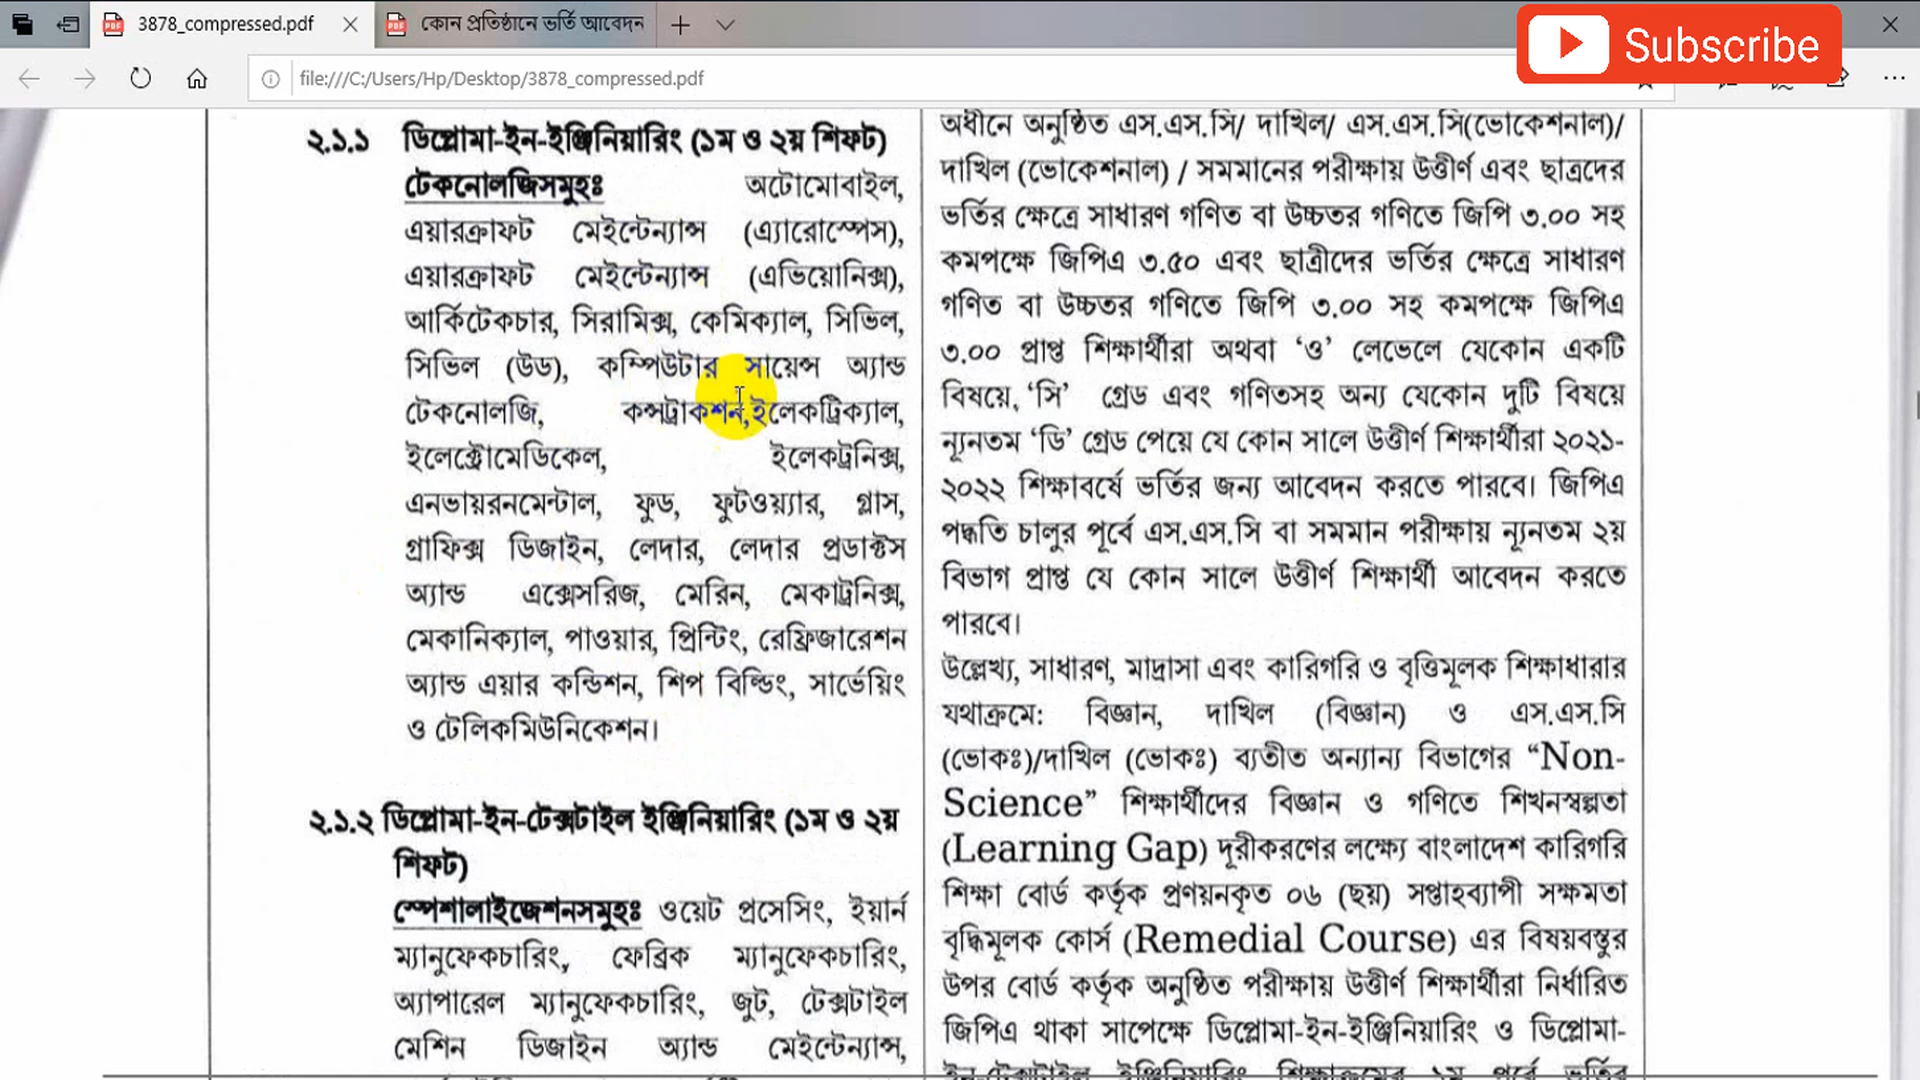 3878_compressed.pdf
কোন প্রতিষ্ঠানে ভর্তি আবেদন
Subscribe
file:///C:/Users/Hp/Desktop/3878_compressed.pdf
২.১.১ ডিপ্লোমা-ইন-ইঞ্জিনিয়ারিং (১ম ও ২য় শিফট)
টেকনোলজিসমুহঃ অটোমোবাইল,
এয়ারক্রাফট মেইন্টেন্যান্স (এ্যারোস্পেস),
এয়ারক্রাফট মেইন্টেন্যান্স (এভিয়োনিক্স),
আর্কিটেকচার, সিরামিক্স, কেমিক্যাল, সিভিল,
সিভিল (উড), কম্পিউটার সায়েন্স অ্যান্ড
টেকনোলজি, কন্সট্রাকশন,ইলেকট্রিক্যাল,
ইলেক্ট্রোমেডিকেল, ইলেকট্রনিক্স,
এনভায়রনমেন্টাল, ফুড, ফুটওয়্যার, গ্লাস,
গ্রাফিক্স ডিজাইন, লেদার, লেদার প্রডাক্টস
অ্যান্ড এক্সেসরিজ, মেরিন, মেকাট্রনিক্স,
মেকানিক্যাল, পাওয়ার, প্রিন্টিং, রেফ্রিজারেশন
অ্যান্ড এয়ার কন্ডিশন, শিপ বিল্ডিং, সার্ভেয়িং
ও টেলিকমিউনিকেশন।
২.১.২ ডিপ্লোমা-ইন-টেক্সটাইল ইঞ্জিনিয়ারিং (১ম ও ২য়
শিফট)
স্পেশালাইজেশনসমুহঃ ওয়েট প্রসেসিং, ইয়ার্ন
ম্যানুফেকচারিং, ফেব্রিক ম্যানুফেকচারিং,
অ্যাপারেল ম্যানুফেকচারিং, জুট, টেক্সটাইল
মেশিন ডিজাইন অ্যান্ড মেইন্টেন্যান্স,
অধীনে অনুষ্ঠিত এস.এস.সি/ দাখিল/ এস.এস.সি(ভোকেশনাল)/
দাখিল (ভোকেশনাল) / সমমানের পরীক্ষায় উত্তীর্ণ এবং ছাত্রদের
ভর্তির ক্ষেত্রে সাধারণ গণিত বা উচ্চতর গণিতে জিপি ৩.০০ সহ
কমপক্ষে জিপিএ ৩.৫০ এবং ছাত্রীদের ভর্তির ক্ষেত্রে সাধারণ
গণিত বা উচ্চতর গণিতে জিপি ৩.০০ সহ কমপক্ষে জিপিএ
৩.০০ প্রাপ্ত শিক্ষার্থীরা অথবা ‘ও’ লেভেলে যেকোন একটি
বিষয়ে, ‘সি’ গ্রেড এবং গণিতসহ অন্য যেকোন দুটি বিষয়ে
ন্যূনতম ‘ডি’ গ্রেড পেয়ে যে কোন সালে উত্তীর্ণ শিক্ষার্থীরা ২০২১-
২০২২ শিক্ষাবর্ষে ভর্তির জন্য আবেদন করতে পারবে। জিপিএ
পদ্ধতি চালুর পূর্বে এস.এস.সি বা সমমান পরীক্ষায় ন্যূনতম ২য়
বিভাগ প্রাপ্ত যে কোন সালে উত্তীর্ণ শিক্ষার্থী আবেদন করতে
পারবে।
উল্লেখ্য, সাধারণ, মাদ্রাসা এবং কারিগরি ও বৃত্তিমূলক শিক্ষাধারার
যথাক্রমে: বিজ্ঞান, দাখিল (বিজ্ঞান) ও এস.এস.সি
(ভোকঃ)/দাখিল (ভোকঃ) ব্যতীত অন্যান্য বিভাগের “Non-
Science” শিক্ষার্থীদের বিজ্ঞান ও গণিতে শিখনস্বল্পতা
(Learning Gap) দূরীকরণের লক্ষ্যে বাংলাদেশ কারিগরি
শিক্ষা বোর্ড কর্তৃক প্রণয়নকৃত ০৬ (ছয়) সপ্তাহব্যাপী সক্ষমতা
বৃদ্ধিমূলক কোর্স (Remedial Course) এর বিষয়বস্তুর
উপর বোর্ড কর্তৃক অনুষ্ঠিত পরীক্ষায় উত্তীর্ণ শিক্ষার্থীরা নির্ধারিত
জিপিএ থাকা সাপেক্ষে ডিপ্লোমা-ইন-ইঞ্জিনিয়ারিং ও ডিপ্লোমা-
ইন-টেক্সটাইল ইঞ্জিনিয়ারিং শিক্ষাক্রমের ১ম পর্বে ভর্তির